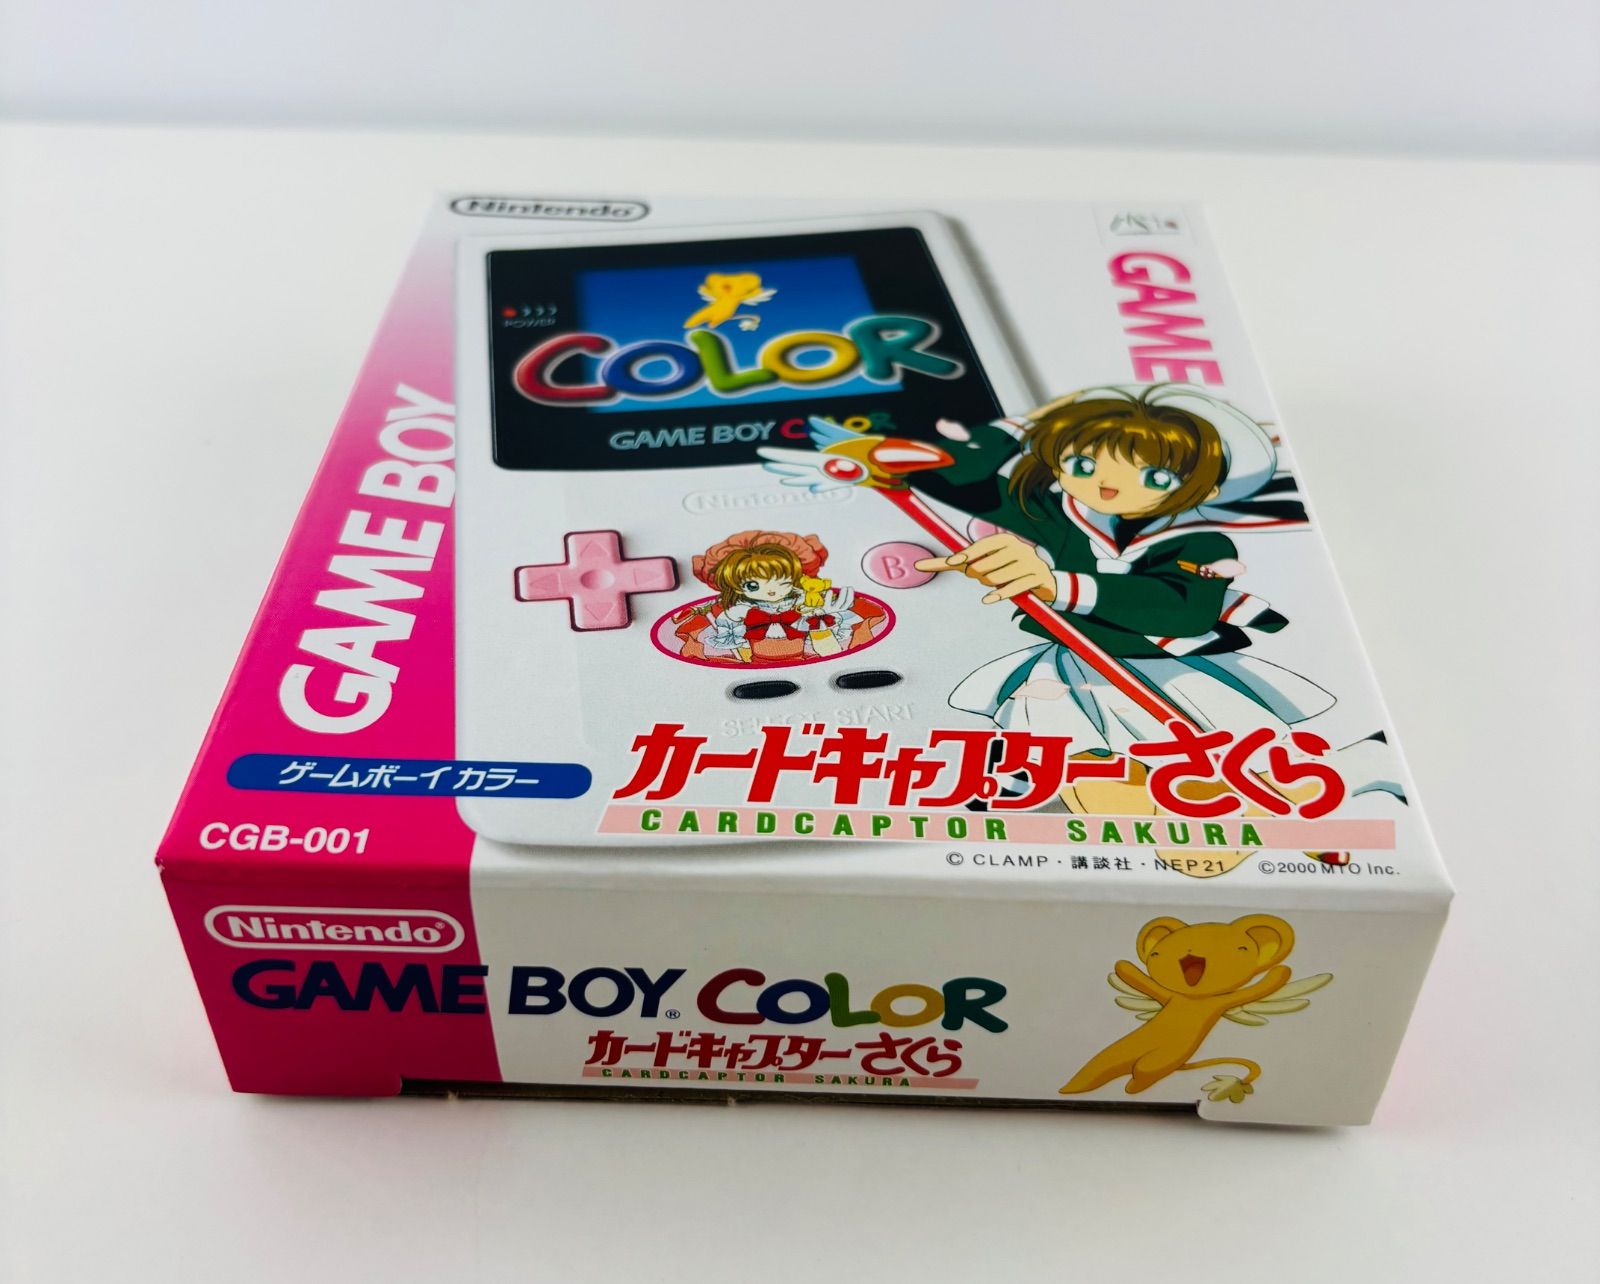 Nintendo
GAME
POWER
COLOR
GAME BOY COLOR
Nintendo
B
SELECT START
GAME BOY
ゲームボーイカラー
CGB-001
カードキャプターさくら
CARDCAPTOR SAKURA
© CLAMP・講談社・NEP21 ©2000 MTO Inc.
Nintendo®
GAME BOY® COLOR
カードキャプターさくら
CARDCAPTOR SAKURA